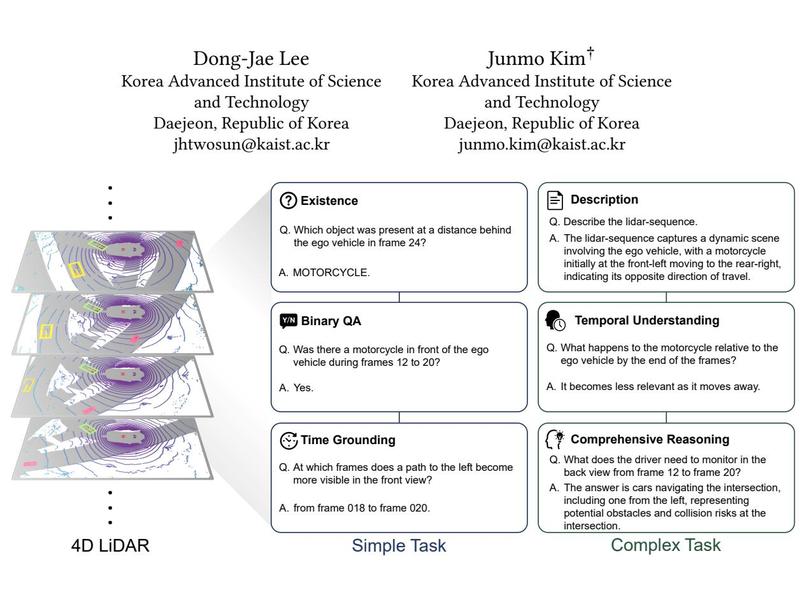 Dong-Jae Lee
Korea Advanced Institute of Science
and Technology
Daejeon, Republic of Korea
jhtwosun@kaist.ac.kr
Junmo Kim†
Korea Advanced Institute of Science
and Technology
Daejeon, Republic of Korea
junmo.kim@kaist.ac.kr
4D LiDAR
Existence
Q. Which object was present at a distance behind
the ego vehicle in frame 24?
A. MOTORCYCLE.
Y/N Binary QA
Q. Was there a motorcycle in front of the ego
vehicle during frames 12 to 20?
A. Yes.
Time Grounding
Q. At which frames does a path to the left become
more visible in the front view?
A. from frame 018 to frame 020.
Simple Task
Description
Q. Describe the lidar-sequence.
A. The lidar-sequence captures a dynamic scene
involving the ego vehicle, with a motorcycle
initially at the front-left moving to the rear-right,
indicating its opposite direction of travel.
Temporal Understanding
Q. What happens to the motorcycle relative to the
ego vehicle by the end of the frames?
A. It becomes less relevant as it moves away.
Comprehensive Reasoning
Q. What does the driver need to monitor in the
back view from frame 12 to frame 20?
A. The answer is cars navigating the intersection,
including one from the left, representing
potential obstacles and collision risks at the
intersection.
Complex Task